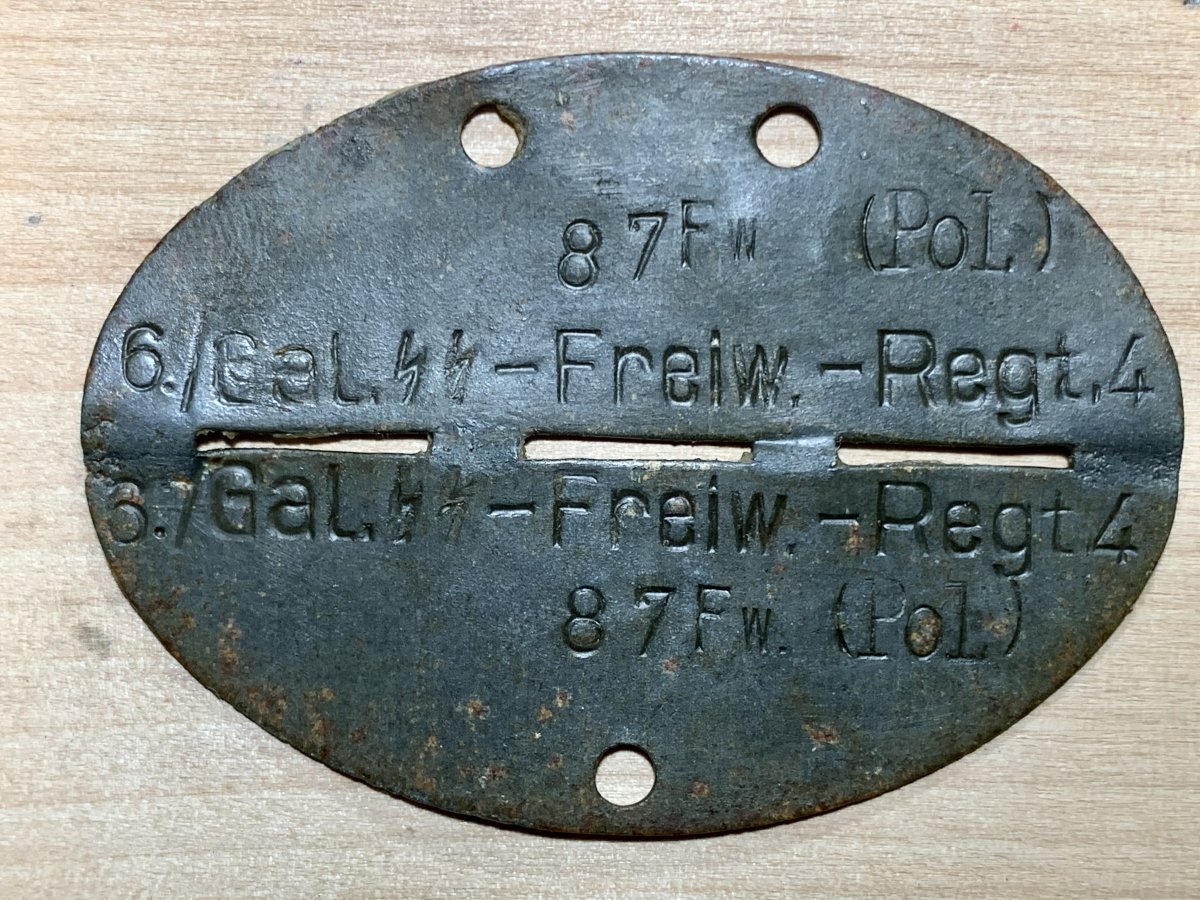 87Fw (Pol)
6./Gal.ᛋᛋ-Freiw.-Regt.4
6./Gal.ᛋᛋ-Freiw.-Regt.4
87Fw. (Pol)